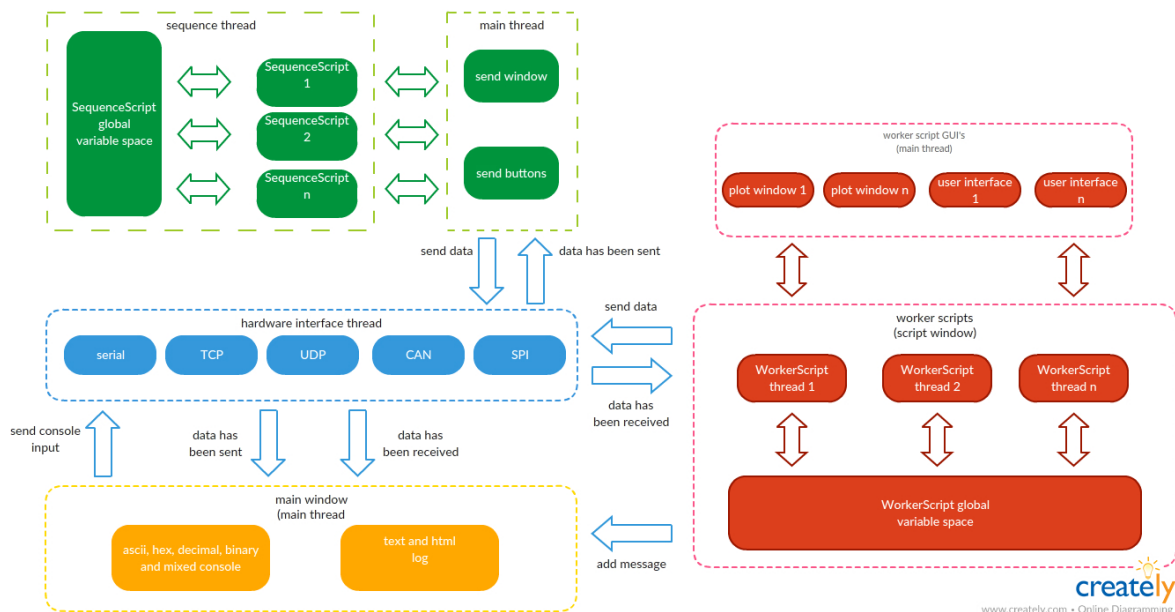 sequence thread
SequenceScript
global
variable space
SequenceScript
1
SequenceScript
2
SequenceScript
n
main thread
send window
send buttons
send data
data has been sent
worker script GUI's
(main thread)
plot window 1
plot window n
user interface
1
user interface
n
hardware interface thread
serial
TCP
UDP
CAN
SPI
send data
data has
been received
worker scripts
(script window)
WorkerScript
thread 1
WorkerScript
thread 2
WorkerScript
thread n
WorkerScript global
variable space
send console
input
data has
been sent
data has
been received
main window
(main thread
ascii, hex, decimal, binary
and mixed console
text and html
log
add message
creately
www.creately.com • Online Diagramming